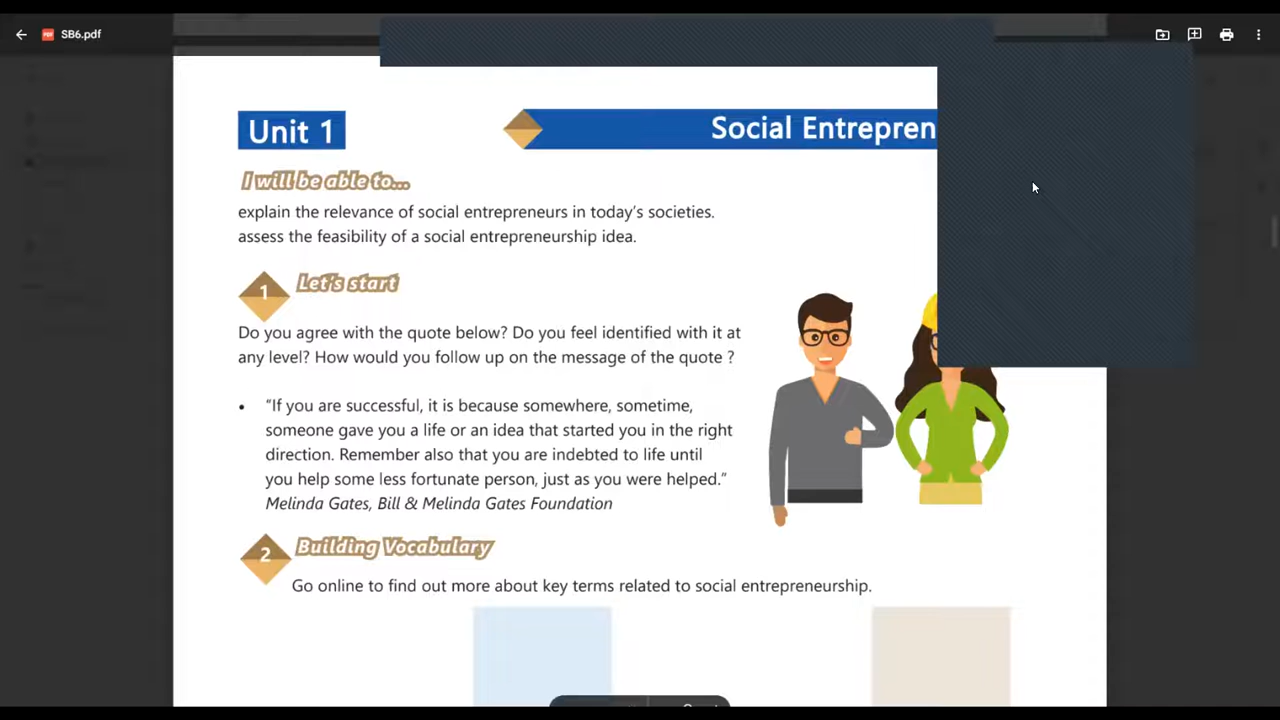 SB6.pdf
Unit 1
Social Entrepren
I will be able to...
explain the relevance of social entrepreneurs in today's societies.
assess the feasibility of a social entrepreneurship idea.
1
Let's start
Do you agree with the quote below? Do you feel identified with it at
any level? How would you follow up on the message of the quote ?
• “If you are successful, it is because somewhere, sometime,
someone gave you a life or an idea that started you in the right
direction. Remember also that you are indebted to life until
you help some less fortunate person, just as you were helped.”
Melinda Gates, Bill & Melinda Gates Foundation
2
Building Vocabulary
Go online to find out more about key terms related to social entrepreneurship.